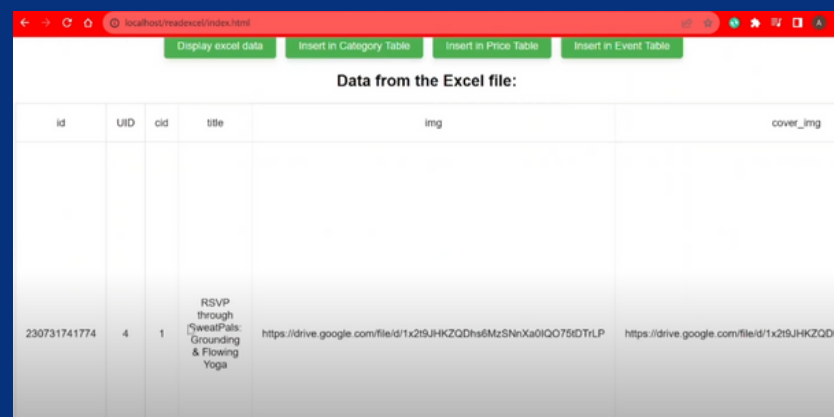 localhost/readexcel/index.html
Display excel data Insert in Category Table Insert in Price Table Insert in Event Table
Data from the Excel file:
id UID cid title img cover_img
RSVP
through
SweatPals:
230731741774 4 1 Grounding https://drive.google.com/file/d/1x2t9JHKZQDhs6MzSNnXa0IQO75tDTrLP https://drive.google.com/file/d/1x2t9JHKZQD
& Flowing
Yoga